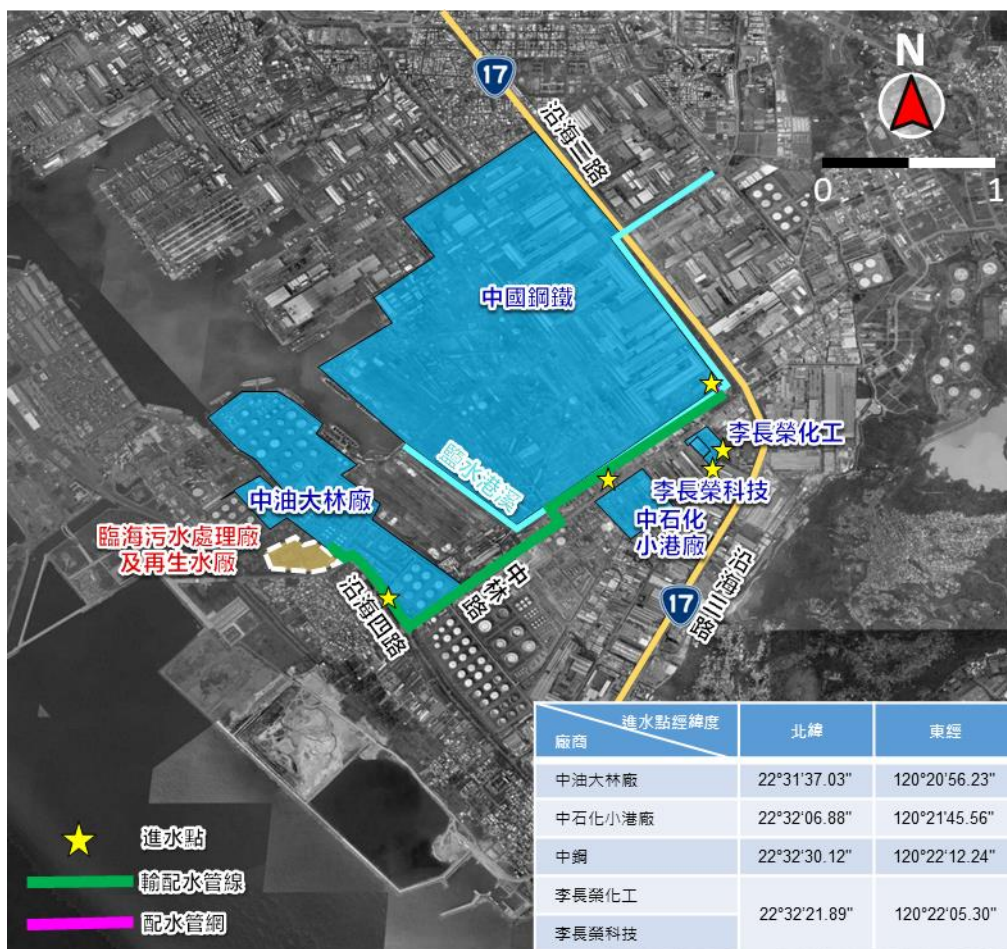 N
0
1
17
沿海三路
中國鋼鐵
李長榮化工
李長榮科技
中石化
小港廠
鹽水港溪
中油大林廠
臨海污水處理廠
及再生水廠
中林路
沿海四路
沿海三路
17
進水點
輸配水管線
配水管網
進水點經緯度
廠商
北緯
東經
中油大林廠
22°31'37.03"
120°20'56.23"
中石化小港廠
22°32'06.88"
120°21'45.56"
中鋼
22°32'30.12"
120°22'12.24"
李長榮化工
李長榮科技
22°32'21.89"
120°22'05.30"